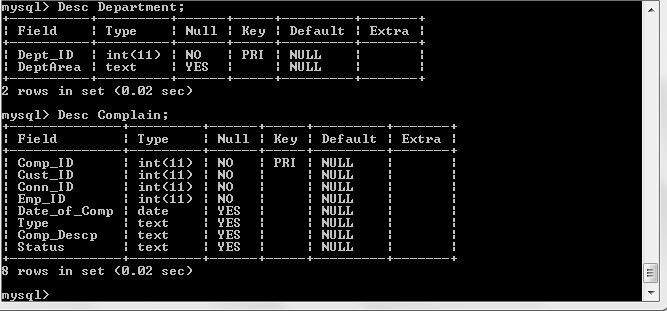 mysql> Desc Department;
+-----------+---------+------+-----+---------+-------+
| Field | Type | Null | Key | Default | Extra |
+-----------+---------+------+-----+---------+-------+
| Dept_ID | int(11) | NO | PRI | NULL | |
| DeptArea | text | YES | | NULL | |
+-----------+---------+------+-----+---------+-------+
2 rows in set (0.02 sec)
mysql> Desc Complain;
+--------------+---------+------+-----+---------+-------+
| Field | Type | Null | Key | Default | Extra |
+--------------+---------+------+-----+---------+-------+
| Comp_ID | int(11) | NO | PRI | NULL | |
| Cust_ID | int(11) | NO | | NULL | |
| Conn_ID | int(11) | NO | | NULL | |
| Emp_ID | int(11) | NO | | NULL | |
| Date_of_Comp | date | YES | | NULL | |
| Type | text | YES | | NULL | |
| Comp_Descp | text | YES | | NULL | |
| Status | text | YES | | NULL | |
+--------------+---------+------+-----+---------+-------+
8 rows in set (0.02 sec)
mysql>